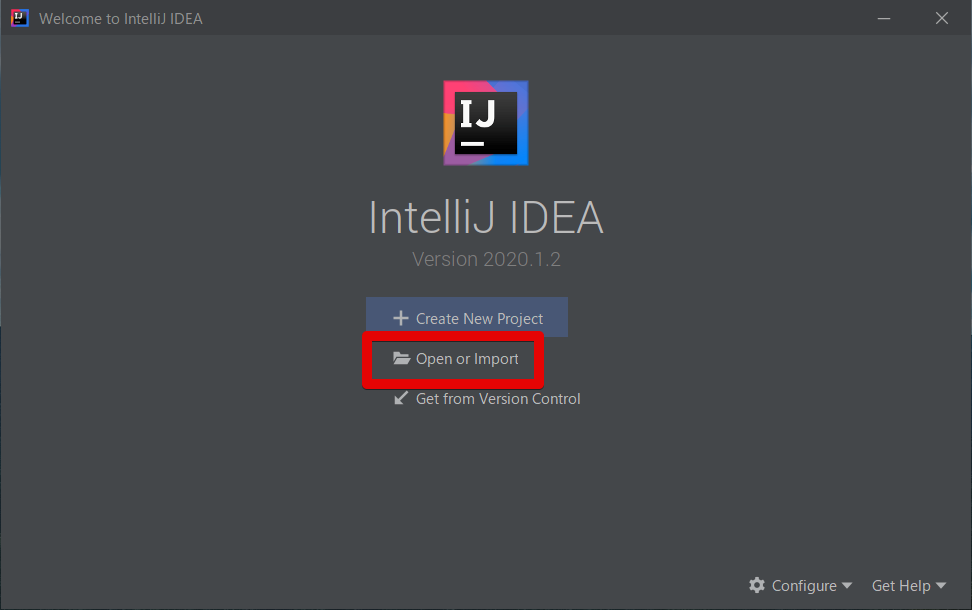 Welcome to IntelliJ IDEA
IJ
IntelliJ IDEA
Version 2020.1.2
Create New Project
Open or Import
Get from Version Control
Configure
Get Help